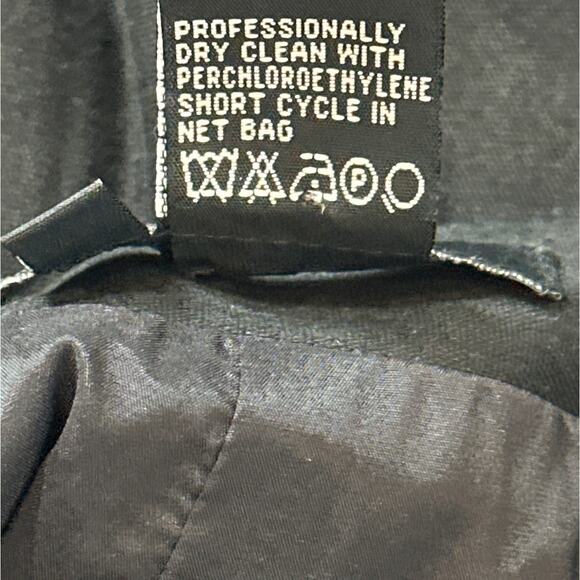 PROFESSIONALLY
DRY CLEAN WITH
PERCHLOROETHYLENE
SHORT CYCLE IN
NET BAG
P